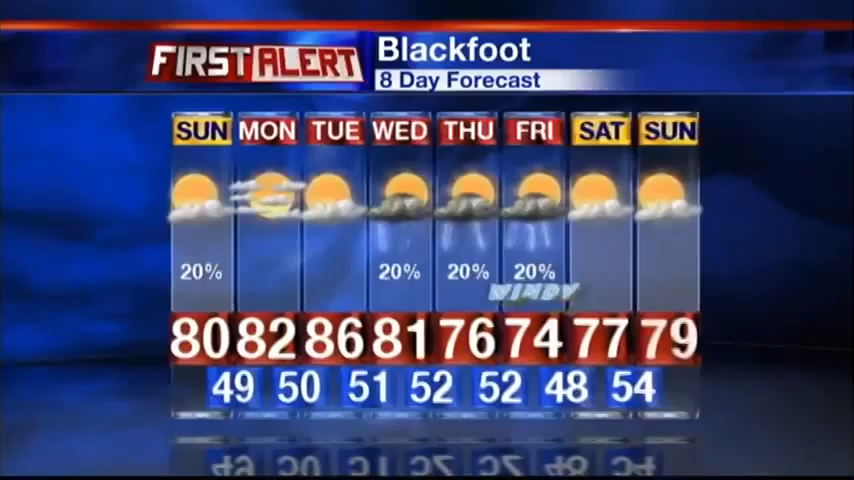 FIRST ALERT
Blackfoot
8 Day Forecast
SUN MON TUE WED THU FRI SAT SUN
20% 20% 20% 20%
WINDY
80 82 86 81 76 74 77 79
49 50 51 52 52 48 54